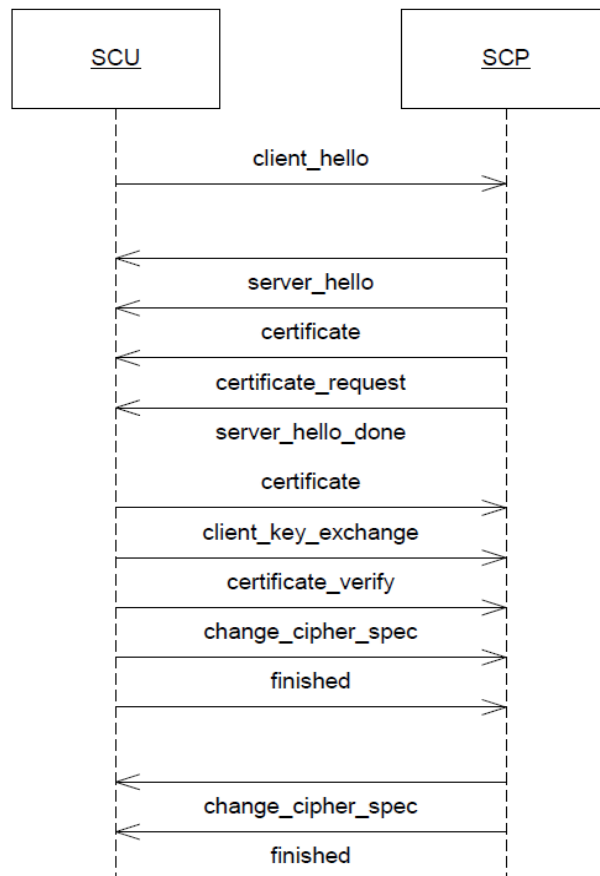 SCU
SCP
client_hello
server_hello
certificate
certificate_request
server_hello_done
certificate
client_key_exchange
certificate_verify
change_cipher_spec
finished
change_cipher_spec
finished